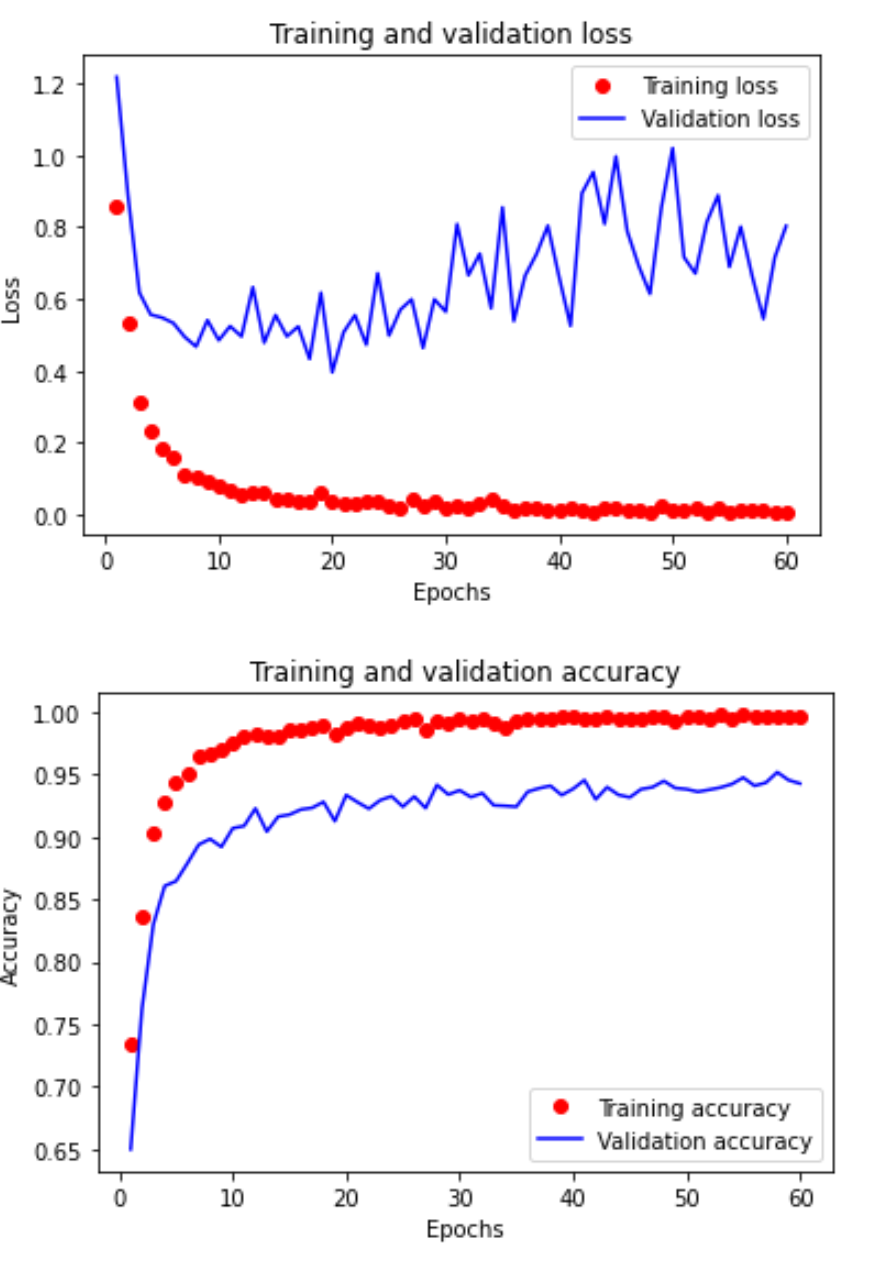 Training and validation loss
1.2
1.0
0.8
0.6
0.4
0.2
0.0
Loss
Training loss
Validation loss
0 10 20 30 40 50 60
Epochs
Training and validation accuracy
1.00
0.95
0.90
0.85
0.80
0.75
0.70
0.65
Accuracy
Training accuracy
Validation accuracy
0 10 20 30 40 50 60
Epochs